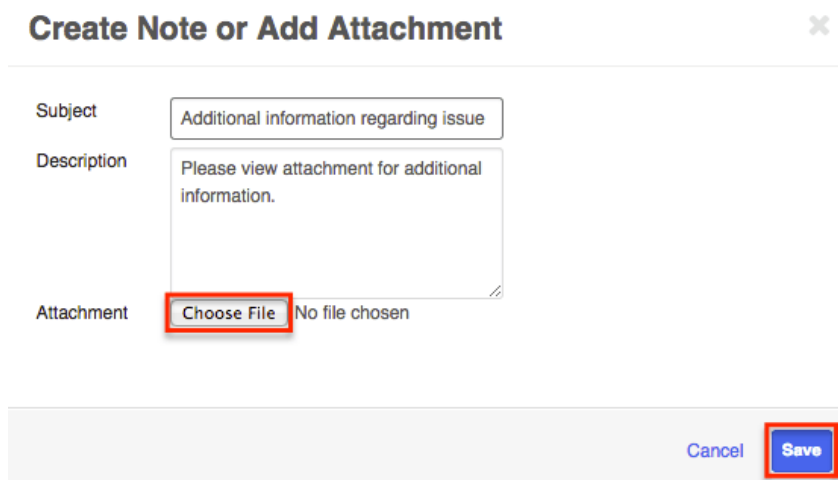 Create Note or Add Attachment
Subject
Additional information regarding issue
Description
Please view attachment for additional
information.
Attachment
Choose File No file chosen
Cancel
Save